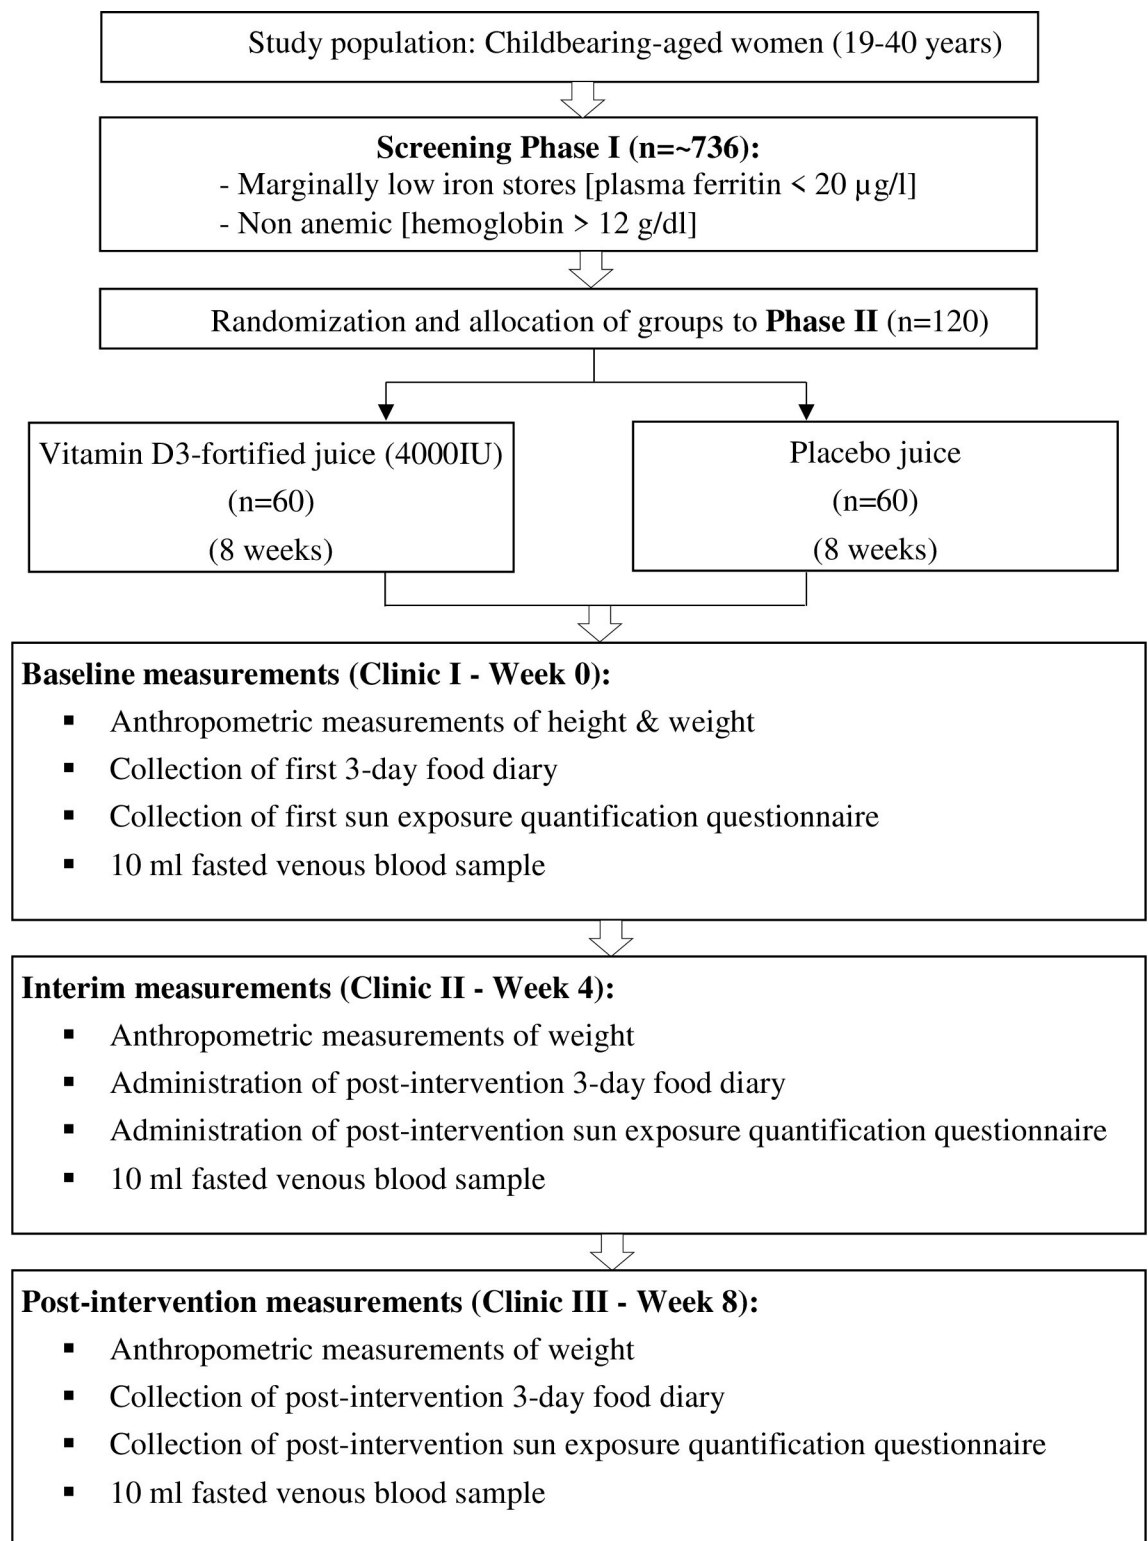 Study population: Childbearing-aged women (19-40 years)
Screening Phase I (n=~736):
- Marginally low iron stores [plasma ferritin < 20 µg/l]
- Non anemic [hemoglobin > 12 g/dl]
Randomization and allocation of groups to Phase II (n=120)
Vitamin D3-fortified juice (4000IU)
(n=60)
(8 weeks)
Placebo juice
(n=60)
(8 weeks)
Baseline measurements (Clinic I - Week 0):
▪ Anthropometric measurements of height & weight
▪ Collection of first 3-day food diary
▪ Collection of first sun exposure quantification questionnaire
▪ 10 ml fasted venous blood sample
Interim measurements (Clinic II - Week 4):
▪ Anthropometric measurements of weight
▪ Administration of post-intervention 3-day food diary
▪ Administration of post-intervention sun exposure quantification questionnaire
▪ 10 ml fasted venous blood sample
Post-intervention measurements (Clinic III - Week 8):
▪ Anthropometric measurements of weight
▪ Collection of post-intervention 3-day food diary
▪ Collection of post-intervention sun exposure quantification questionnaire
▪ 10 ml fasted venous blood sample